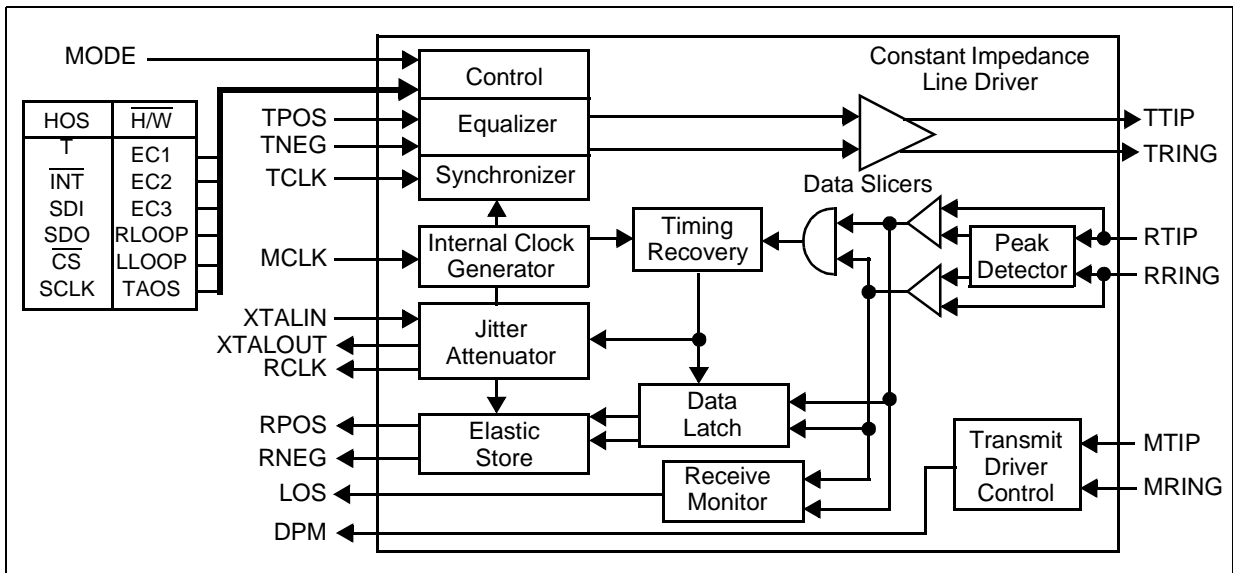 MODE
HOS H/W
T EC1
INT EC2
SDI EC3
SDO RLOOP
CS LLOOP
SCLK TAOS
TPOS
TNEG
TCLK
MCLK
XTALIN
XTALOUT
RCLK
RPOS
RNEG
LOS
DPM
Control
Equalizer
Synchronizer
Internal Clock
Generator
Jitter
Attenuator
Elastic
Store
Timing
Recovery
Data
Latch
Receive
Monitor
Constant Impedance
Line Driver
Data Slicers
Peak
Detector
Transmit
Driver
Control
TTIP
TRING
RTIP
RRING
MTIP
MRING